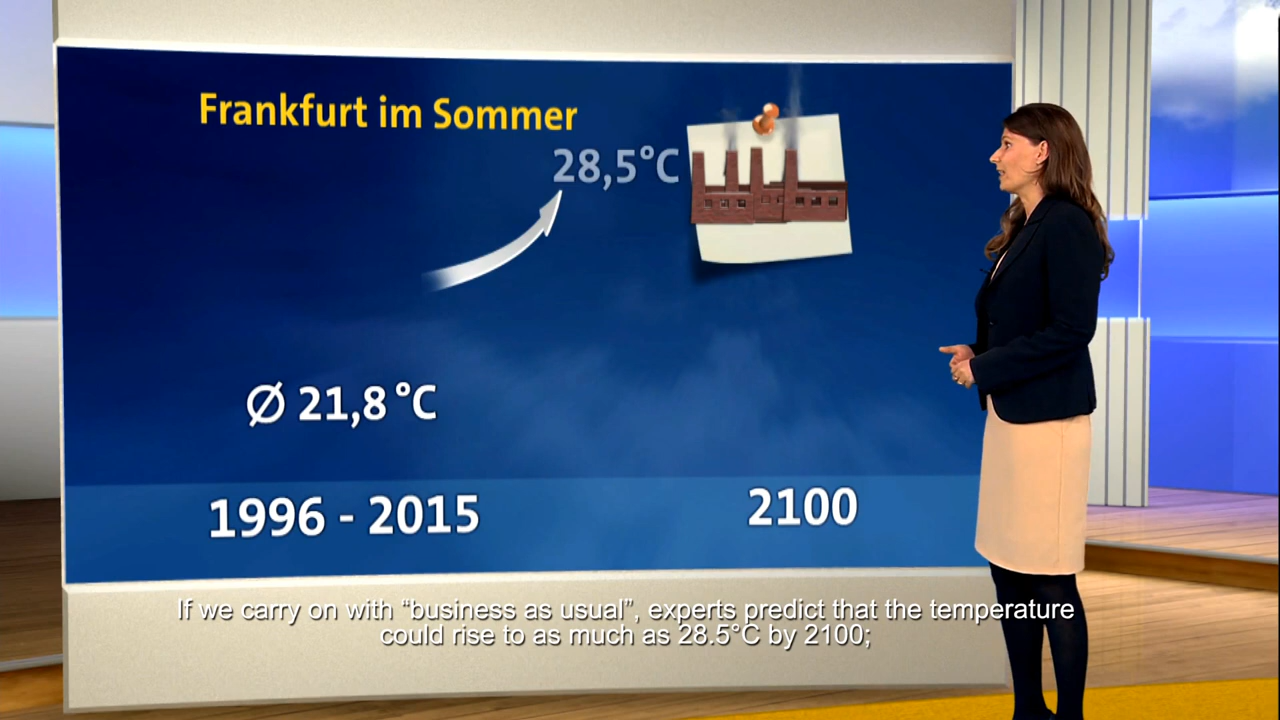 Frankfurt im Sommer
28,5°C
Ø 21,8°C
1996 - 2015
2100
If we carry on with “business as usual”, experts predict that the temperature
could rise to as much as 28.5°C by 2100;